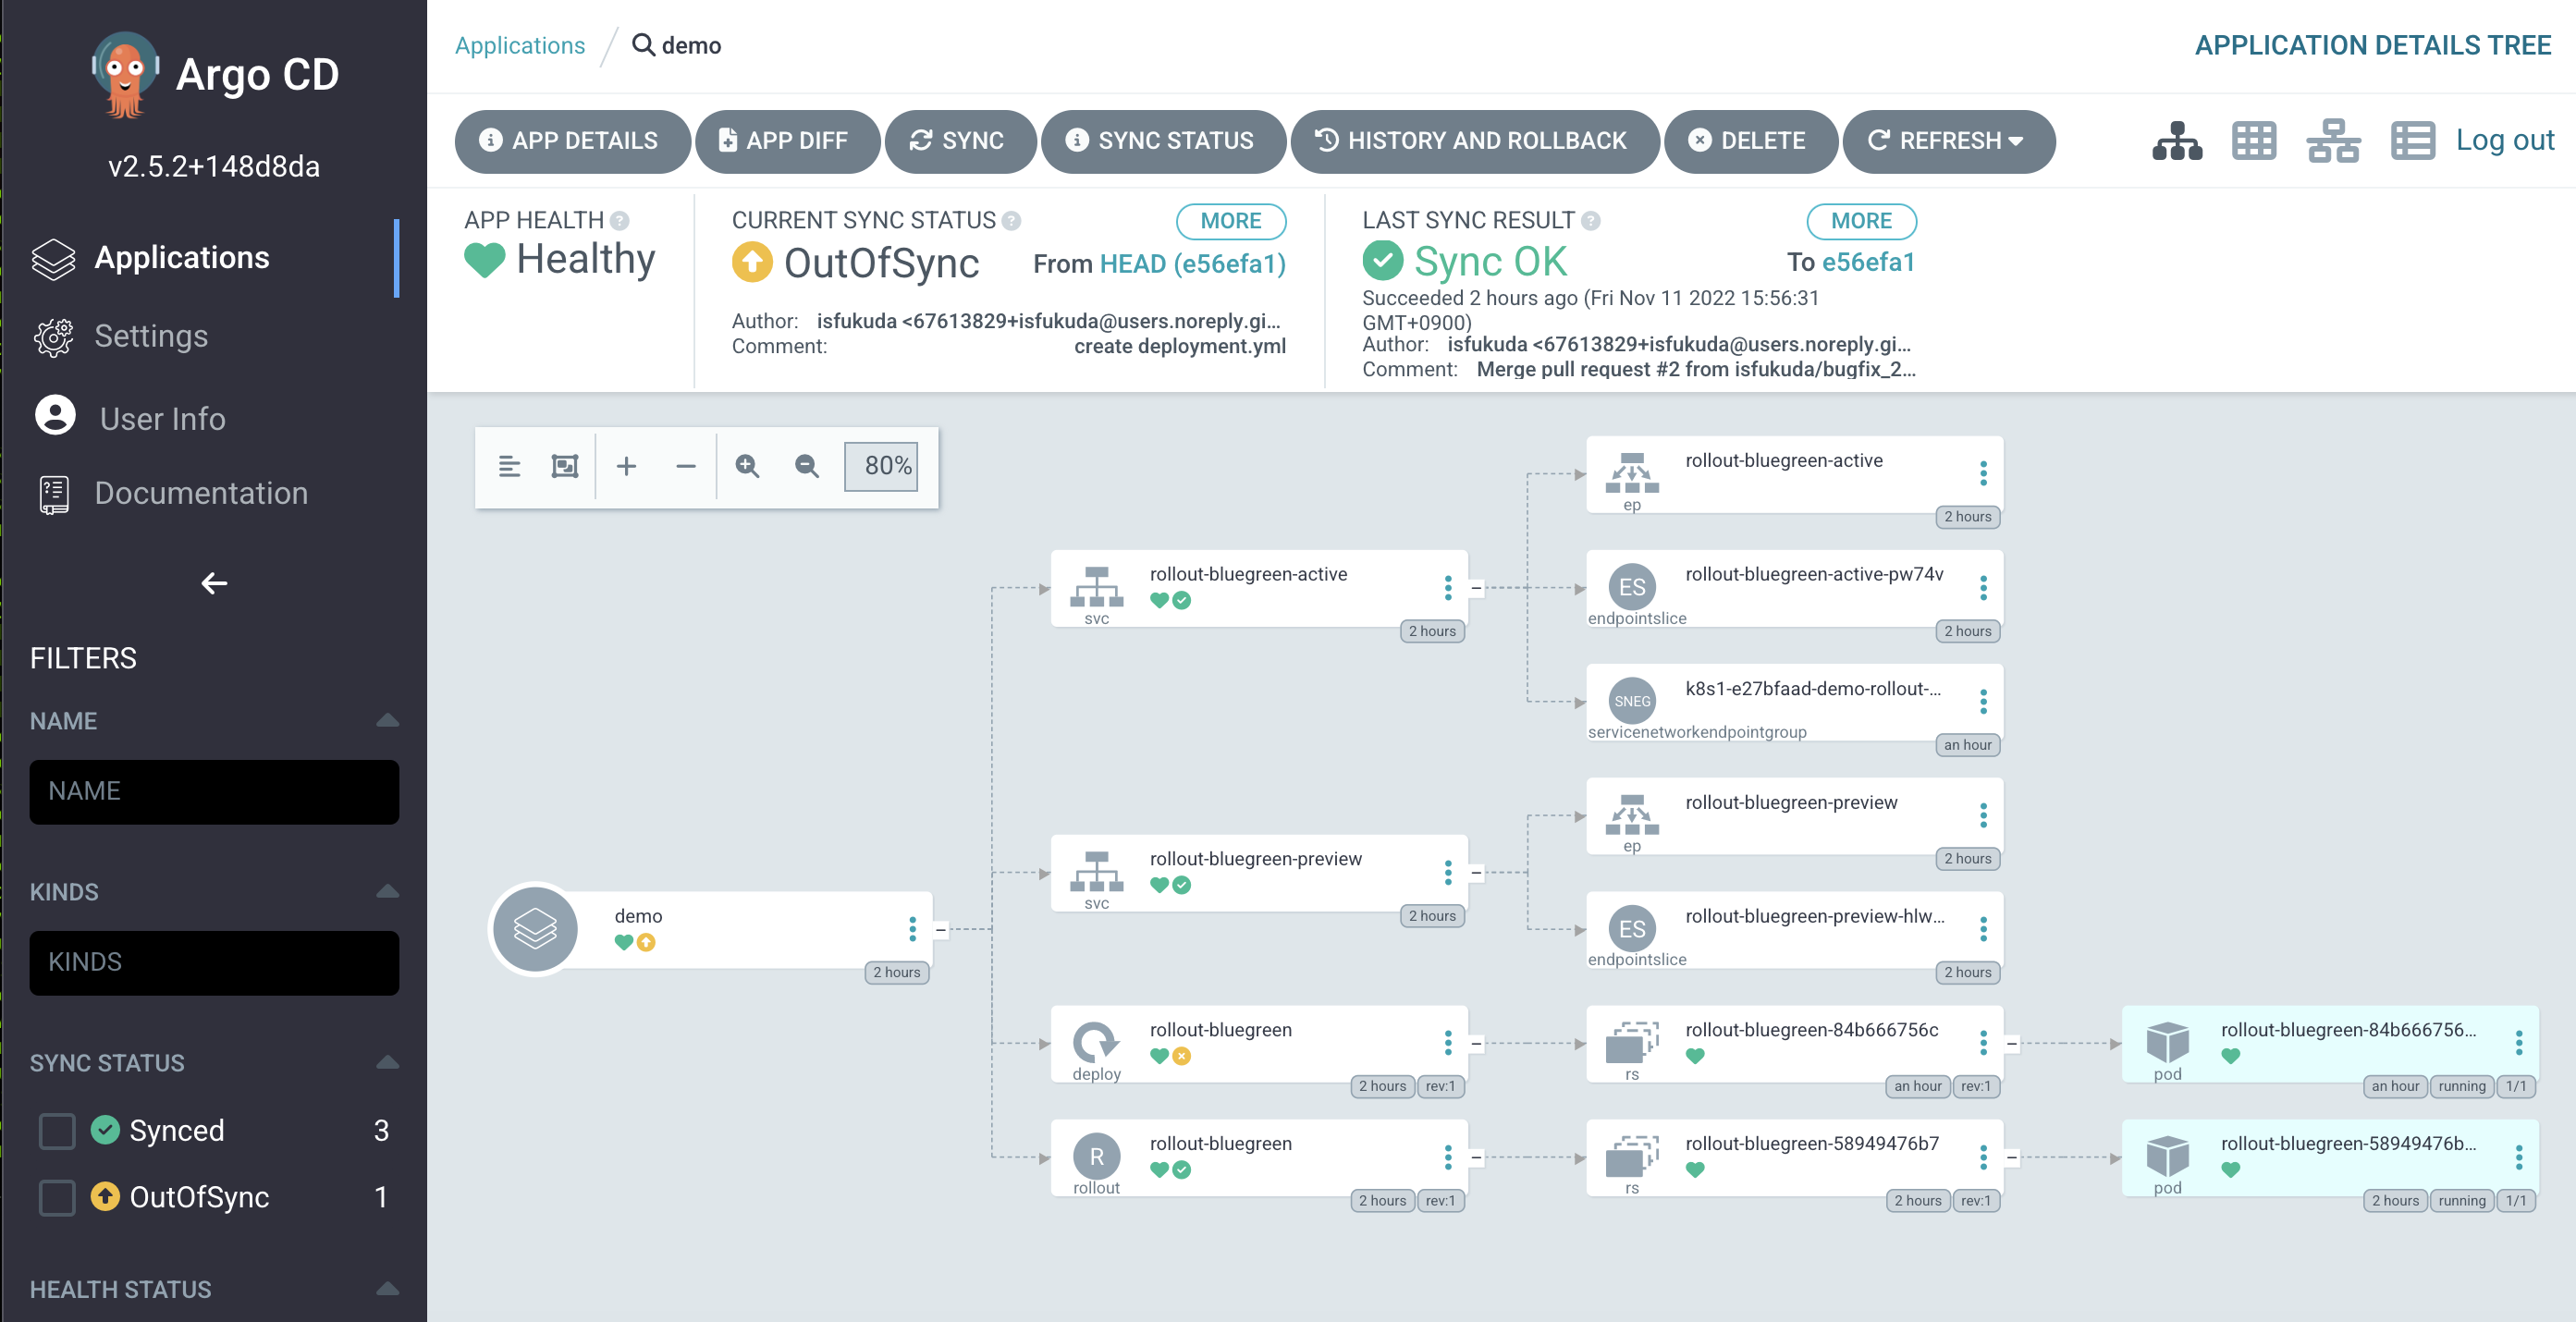 Argo CD
v2.5.2+148d8da
Applications
Settings
User Info
Documentation
FILTERS
NAME
NAME
KINDS
KINDS
SYNC STATUS
Synced 3
OutOfSync 1
HEALTH STATUS
Applications / demo
APPLICATION DETAILS TREE
APP DETAILS
APP DIFF
SYNC
SYNC STATUS
HISTORY AND ROLLBACK
DELETE
REFRESH
Log out
APP HEALTH ?
Healthy
CURRENT SYNC STATUS ? MORE
OutOfSync From HEAD (e56efa1)
Author: isfukuda <67613829+isfukuda@users.noreply.gi...
Comment: create deployment.yml
LAST SYNC RESULT ? MORE
Sync OK To e56efa1
Succeeded 2 hours ago (Fri Nov 11 2022 15:56:31
GMT+0900)
Author: isfukuda <67613829+isfukuda@users.noreply.gi...
Comment: Merge pull request #2 from isfukuda/bugfix_2...
80%
demo
2 hours
rollout-bluegreen-active
svc
2 hours
rollout-bluegreen-preview
svc
2 hours
rollout-bluegreen
deploy
2 hours rev:1
R
rollout-bluegreen
rollout
2 hours rev:1
rollout-bluegreen-active
ep
2 hours
ES
rollout-bluegreen-active-pw74v
endpointslice
2 hours
SNEG
k8s1-e27bfaad-demo-rollout-...
servicenetworkendpointgroup
an hour
rollout-bluegreen-preview
ep
2 hours
ES
rollout-bluegreen-preview-hlw...
endpointslice
2 hours
rollout-bluegreen-84b666756c
rs
an hour rev:1
rollout-bluegreen-58949476b7
rs
2 hours rev:1
rollout-bluegreen-84b666756...
pod
an hour running 1/1
rollout-bluegreen-58949476b...
pod
2 hours running 1/1